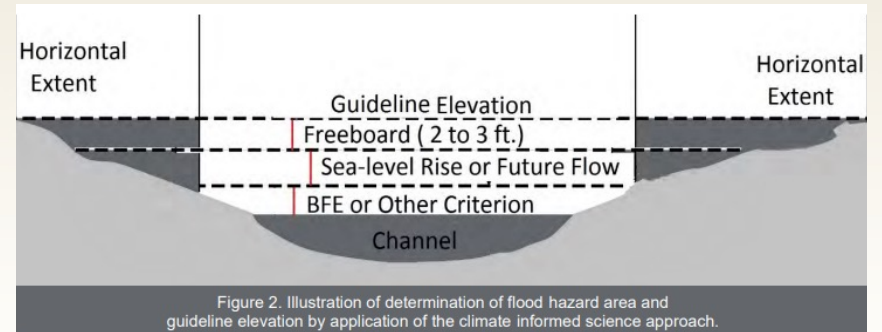 Horizontal
Extent
Horizontal
Extent
Guideline Elevation
Freeboard ( 2 to 3 ft.)
Sea-level Rise or Future Flow
BFE or Other Criterion
Channel
Figure 2. Illustration of determination of flood hazard area and
guideline elevation by application of the climate informed science approach.